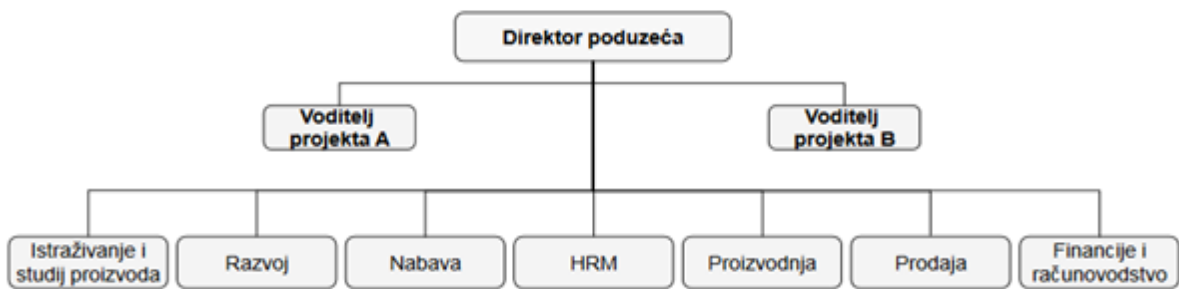 Direktor poduzeća
Voditelj
projekta A
Voditelj
projekta B
Istraživanje i
studij proizvoda
Razvoj
Nabava
HRM
Proizvodnja
Prodaja
Financije i
računovodstvo